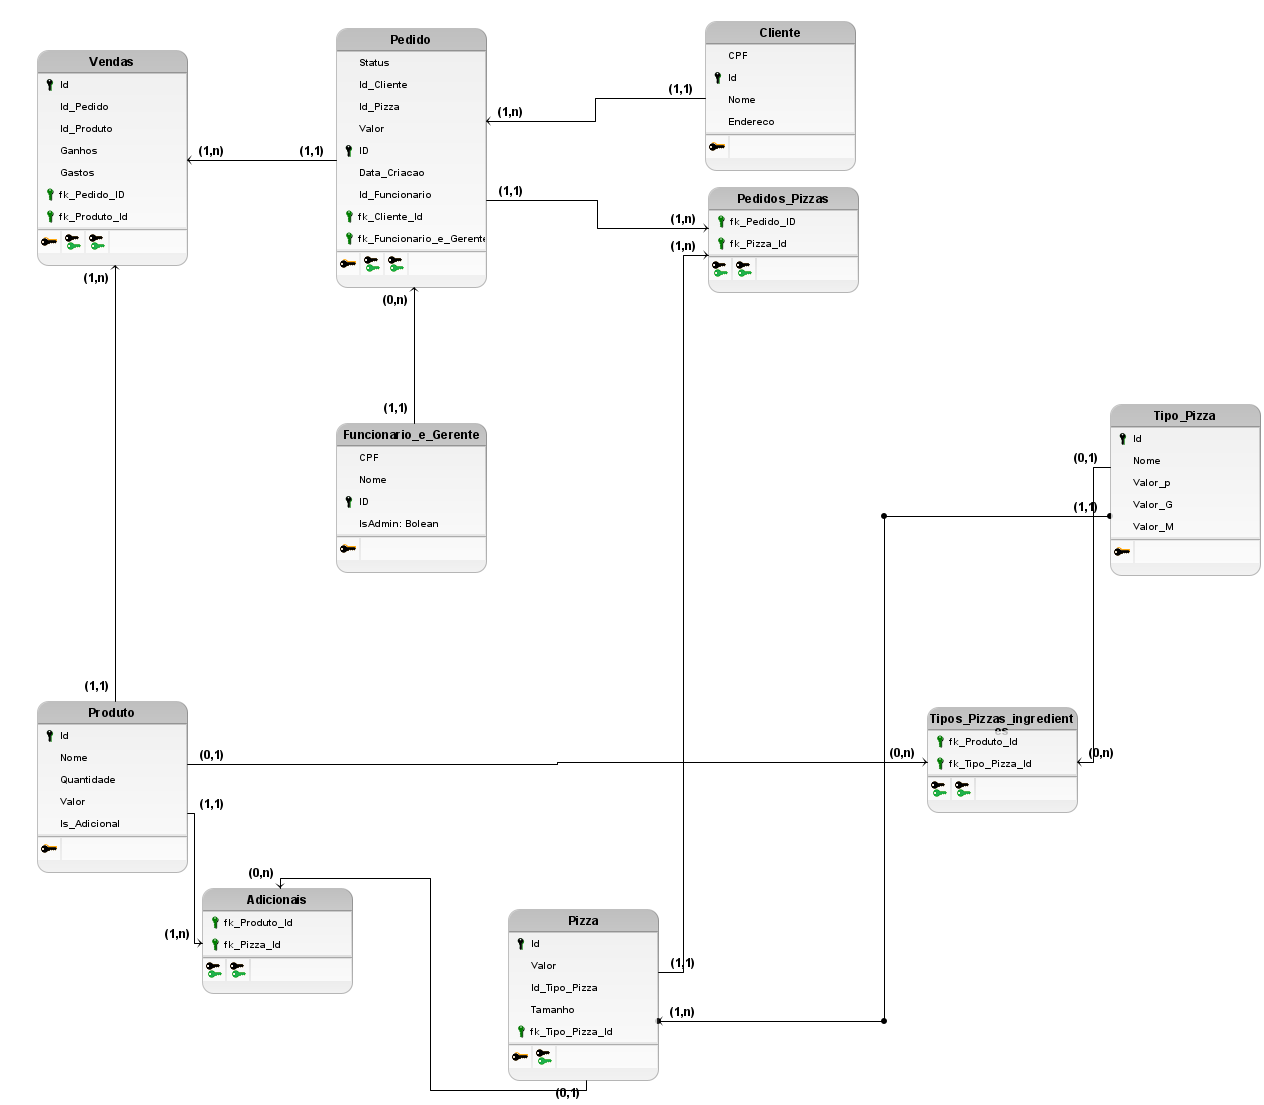 Vendas
Id
Id_Pedido
Id_Produto
Ganhos
Gastos
fk_Pedido_ID
fk_Produto_Id
(1,n)
(1,1)
(1,n)
Pedido
Status
Id_Cliente
Id_Pizza
Valor
ID
Data_Criacao
Id_Funcionario
fk_Cliente_Id
fk_Funcionario_e_Gerente
(1,n)
(1,1)
(1,1)
(0,n)
Cliente
CPF
Id
Nome
Endereco
Pedidos_Pizzas
fk_Pedido_ID
fk_Pizza_Id
(1,n)
(1,n)
(1,1)
Funcionario_e_Gerente
CPF
Nome
ID
IsAdmin: Bolean
Tipo_Pizza
Id
Nome
Valor_p
Valor_G
Valor_M
(0,1)
(1,1)
(1,1)
Produto
Id
Nome
Quantidade
Valor
Is_Adicional
(0,1)
(1,1)
Tipos_Pizzas_ingredient
es
fk_Produto_Id
fk_Tipo_Pizza_Id
(0,n)
(0,n)
(0,n)
(1,n)
Adicionais
fk_Produto_Id
fk_Pizza_Id
Pizza
Id
Valor
Id_Tipo_Pizza
Tamanho
fk_Tipo_Pizza_Id
(1,1)
(1,n)
(0,1)